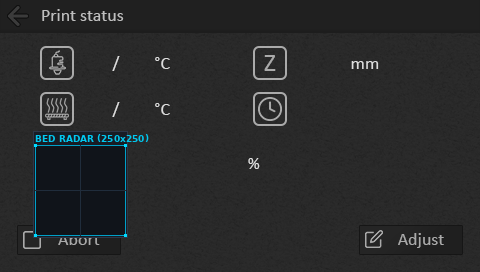 Print status
/ °C
Z mm
/ °C
BED RADAR (250x250)
%
Abort
Adjust